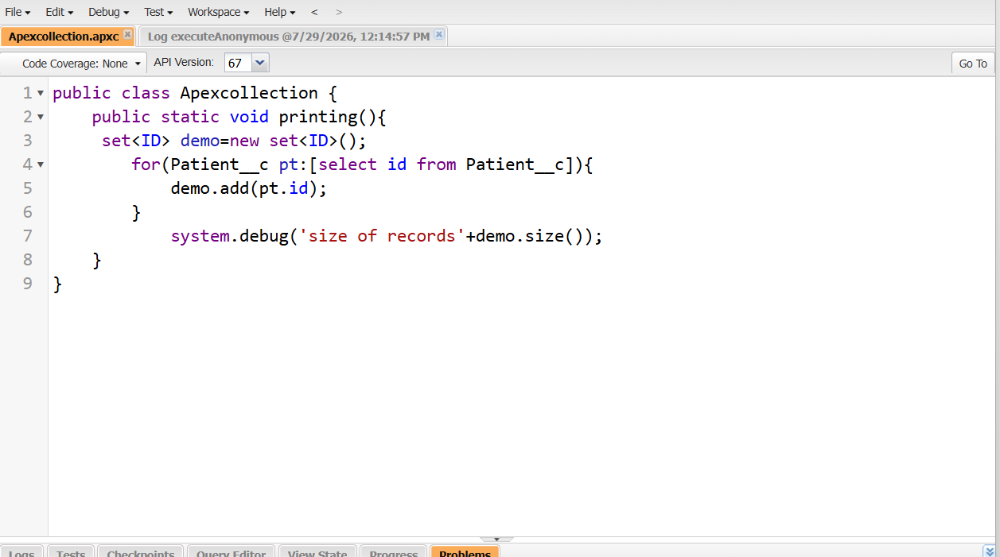 File Edit Debug Test Workspace Help < >
Apexcollection.apxc Log executeAnonymous @7/29/2026, 12:14:57 PM
Code Coverage: None API Version: 67 Go To
1 public class Apexcollection {
2 public static void printing(){
3 set<ID> demo=new set<ID>();
4 for(Patient__c pt:[select id from Patient__c]){
5 demo.add(pt.id);
6 }
7 system.debug('size of records'+demo.size());
8 }
9 }
Logs Tests Checkpoints Query Editor View State Progress Problems